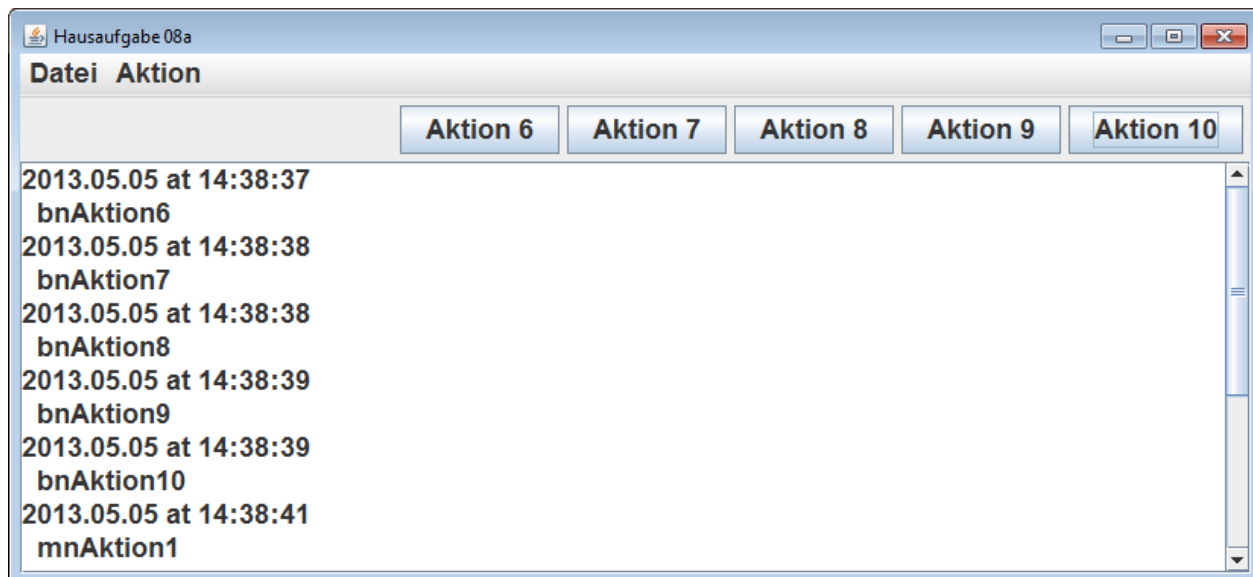 Hausaufgabe 08a
Datei Aktion
Aktion 6 Aktion 7 Aktion 8 Aktion 9 Aktion 10
2013.05.05 at 14:38:37
bnAktion6
2013.05.05 at 14:38:38
bnAktion7
2013.05.05 at 14:38:38
bnAktion8
2013.05.05 at 14:38:39
bnAktion9
2013.05.05 at 14:38:39
bnAktion10
2013.05.05 at 14:38:41
mnAktion1